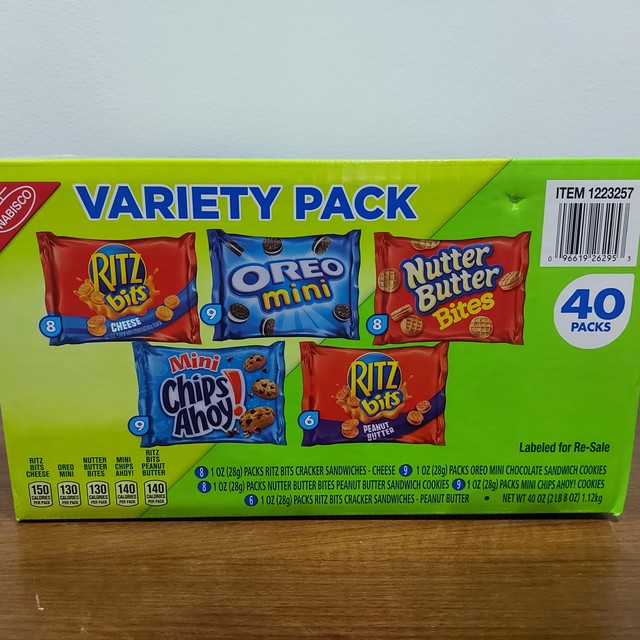 NABISCO
VARIETY PACK
ITEM 1223257
0 96619 26295 3
40
PACKS
RITZ
bits
CHEESE
8
OREO
mini
9
Nutter
Butter
Bites
8
Mini
Chips
Ahoy!
9
RITZ
bits
PEANUT
BUTTER
6
Labeled for Re-Sale
RITZ BITS CHEESE
150 CALORIES PER PACK
OREO MINI
130 CALORIES PER PACK
NUTTER BUTTER BITES
130 CALORIES PER PACK
MINI CHIPS AHOY!
140 CALORIES PER PACK
RITZ BITS PEANUT BUTTER
140 CALORIES PER PACK
8 1 OZ (28g) PACKS RITZ BITS CRACKER SANDWICHES - CHEESE 9 1 OZ (28g) PACKS OREO MINI CHOCOLATE SANDWICH COOKIES
8 1 OZ (28g) PACKS NUTTER BUTTER BITES PEANUT BUTTER SANDWICH COOKIES 9 1 OZ (28g) PACKS MINI CHIPS AHOY! COOKIES
6 1 OZ (28g) PACKS RITZ BITS CRACKER SANDWICHES - PEANUT BUTTER • NET WT 40 OZ (2 LB 8 OZ) 1.12kg